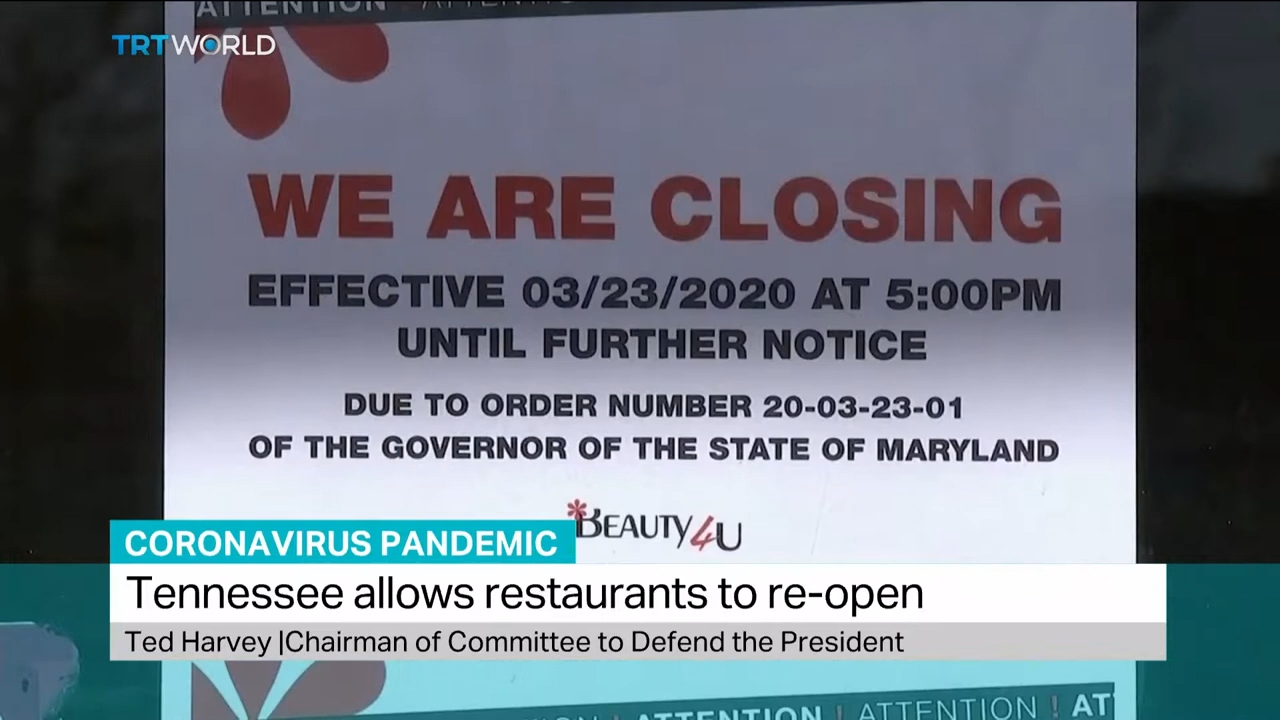 ATTENTION ! ATTENTION
TRT WORLD
WE ARE CLOSING
EFFECTIVE 03/23/2020 AT 5:00PM
UNTIL FURTHER NOTICE
DUE TO ORDER NUMBER 20-03-23-01
OF THE GOVERNOR OF THE STATE OF MARYLAND
BEAUTY4U
CORONAVIRUS PANDEMIC
Tennessee allows restaurants to re-open
Ted Harvey |Chairman of Committee to Defend the President
! ATTENTION ! ATTENTION !